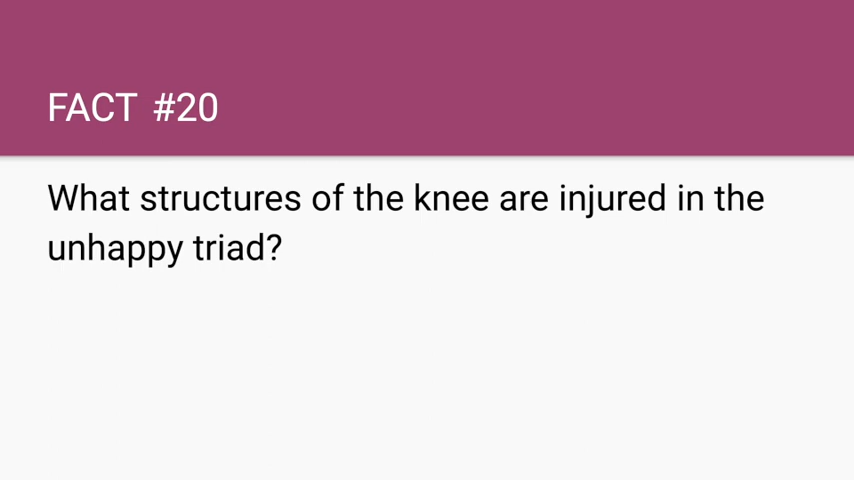 FACT #20
What structures of the knee are injured in the
unhappy triad?